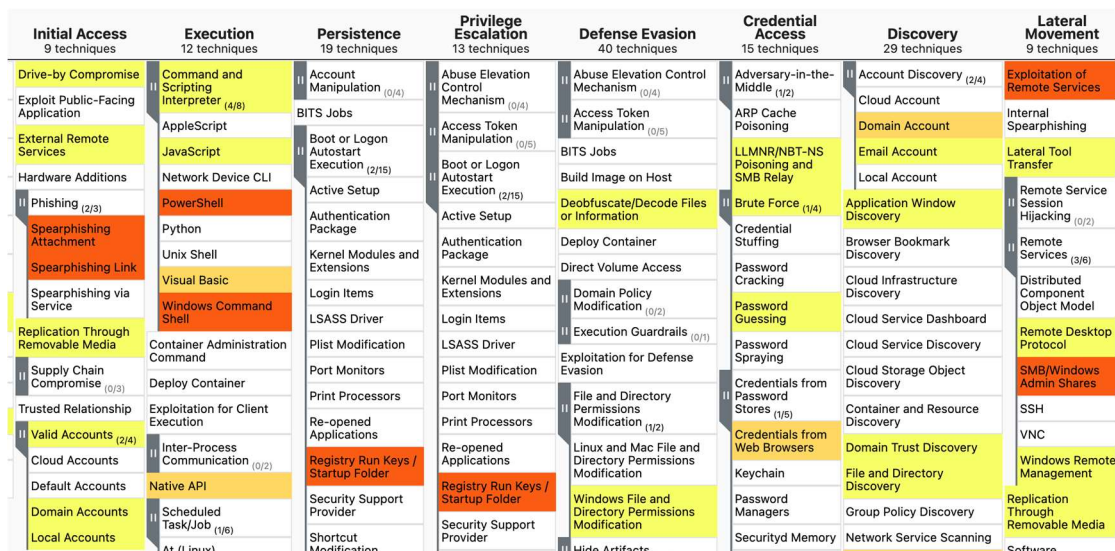 Initial Access
9 techniques
Drive-by Compromise
Exploit Public-Facing
Application
External Remote
Services
Hardware Additions
Phishing (2/3)
Spearphishing
Attachment
Spearphishing Link
Spearphishing via
Service
Replication Through
Removable Media
Supply Chain
Compromise (0/3)
Trusted Relationship
Valid Accounts (2/4)
Cloud Accounts
Default Accounts
Domain Accounts
Local Accounts
Execution
12 techniques
Command and
Scripting
Interpreter (4/8)
AppleScript
JavaScript
Network Device CLI
PowerShell
Python
Unix Shell
Visual Basic
Windows Command
Shell
Container Administration
Command
Deploy Container
Exploitation for Client
Execution
Inter-Process
Communication (0/2)
Native API
Scheduled
Task/Job (1/6)
At (Linux)
Persistence
19 techniques
Account
Manipulation (0/4)
BITS Jobs
Boot or Logon
Autostart
Execution (2/15)
Active Setup
Authentication
Package
Kernel Modules and
Extensions
Login Items
LSASS Driver
Plist Modification
Port Monitors
Print Processors
Re-opened
Applications
Registry Run Keys /
Startup Folder
Security Support
Provider
Shortcut
Modification
Privilege
Escalation
13 techniques
Abuse Elevation
Control
Mechanism (0/4)
Access Token
Manipulation (0/5)
Boot or Logon
Autostart
Execution (2/15)
Active Setup
Authentication
Package
Kernel Modules and
Extensions
Login Items
LSASS Driver
Plist Modification
Port Monitors
Print Processors
Re-opened
Applications
Registry Run Keys /
Startup Folder
Security Support
Provider
Defense Evasion
40 techniques
Abuse Elevation Control
Mechanism (0/4)
Access Token
Manipulation (0/5)
BITS Jobs
Build Image on Host
Deobfuscate/Decode Files
or Information
Deploy Container
Direct Volume Access
Domain Policy
Modification (0/2)
Execution Guardrails (0/1)
Exploitation for Defense
Evasion
File and Directory
Permissions
Modification (1/2)
Linux and Mac File and
Directory Permissions
Modification
Windows File and
Directory Permissions
Modification
Hide Artifacts
Credential
Access
15 techniques
Adversary-in-the-
Middle (1/2)
ARP Cache
Poisoning
LLMNR/NBT-NS
Poisoning and
SMB Relay
Brute Force (1/4)
Credential
Stuffing
Password
Cracking
Password
Guessing
Password
Spraying
Credentials from
Password
Stores (1/5)
Credentials from
Web Browsers
Keychain
Password
Managers
Securityd Memory
Discovery
29 techniques
Account Discovery (2/4)
Cloud Account
Domain Account
Email Account
Local Account
Application Window
Discovery
Browser Bookmark
Discovery
Cloud Infrastructure
Discovery
Cloud Service Dashboard
Cloud Service Discovery
Cloud Storage Object
Discovery
Container and Resource
Discovery
Domain Trust Discovery
File and Directory
Discovery
Group Policy Discovery
Network Service Scanning
Lateral
Movement
9 techniques
Exploitation of
Remote Services
Internal
Spearphishing
Lateral Tool
Transfer
Remote Service
Session
Hijacking (0/2)
Remote
Services (3/6)
Distributed
Component
Object Model
Remote Desktop
Protocol
SMB/Windows
Admin Shares
SSH
VNC
Windows Remote
Management
Replication
Through
Removable Media
Software